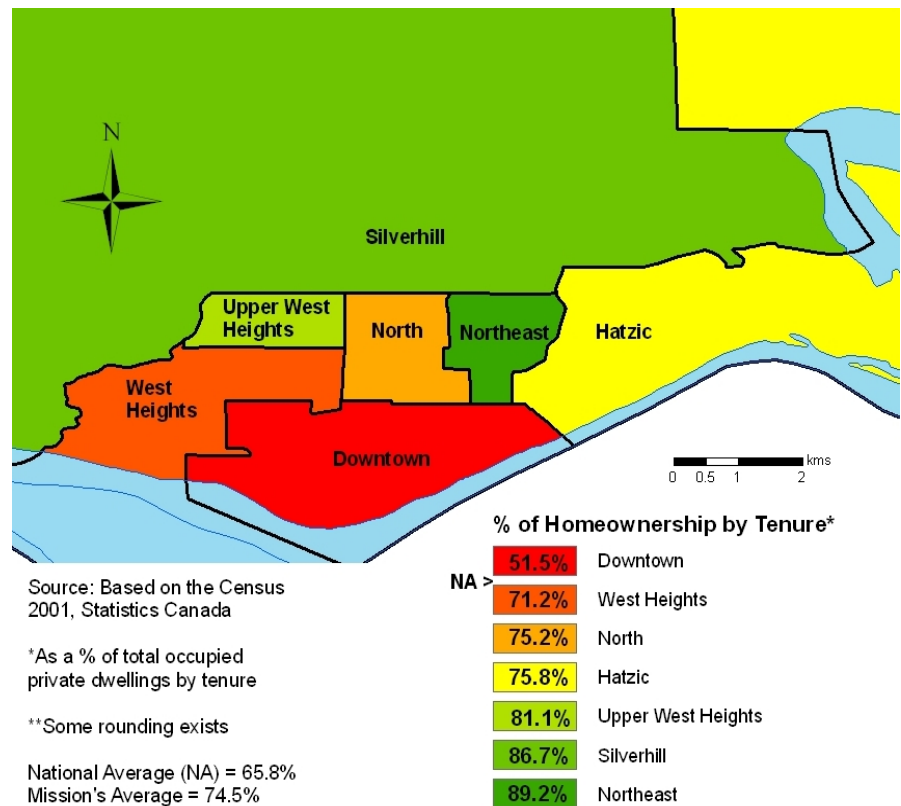 N
Silverhill
Upper West
Heights
North
Northeast
Hatzic
West
Heights
Downtown
kms
0 0.5 1 2
% of Homeownership by Tenure*
51.5% Downtown
NA >
71.2% West Heights
75.2% North
75.8% Hatzic
81.1% Upper West Heights
86.7% Silverhill
89.2% Northeast
Source: Based on the Census
2001, Statistics Canada
*As a % of total occupied
private dwellings by tenure
**Some rounding exists
National Average (NA) = 65.8%
Mission's Average = 74.5%